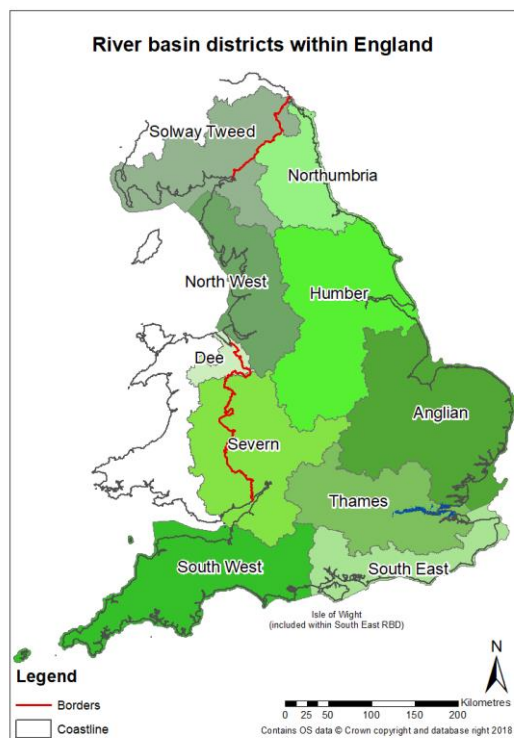 River basin districts within England
Solway Tweed
Northumbria
North West
Humber
Dee
Anglian
Severn
Thames
South West
South East
Isle of Wight
(included within South East RBD)
N
Legend
Borders
Coastline
Kilometres
0 25 50 100 150 200
Contains OS data © Crown copyright and database right 2018